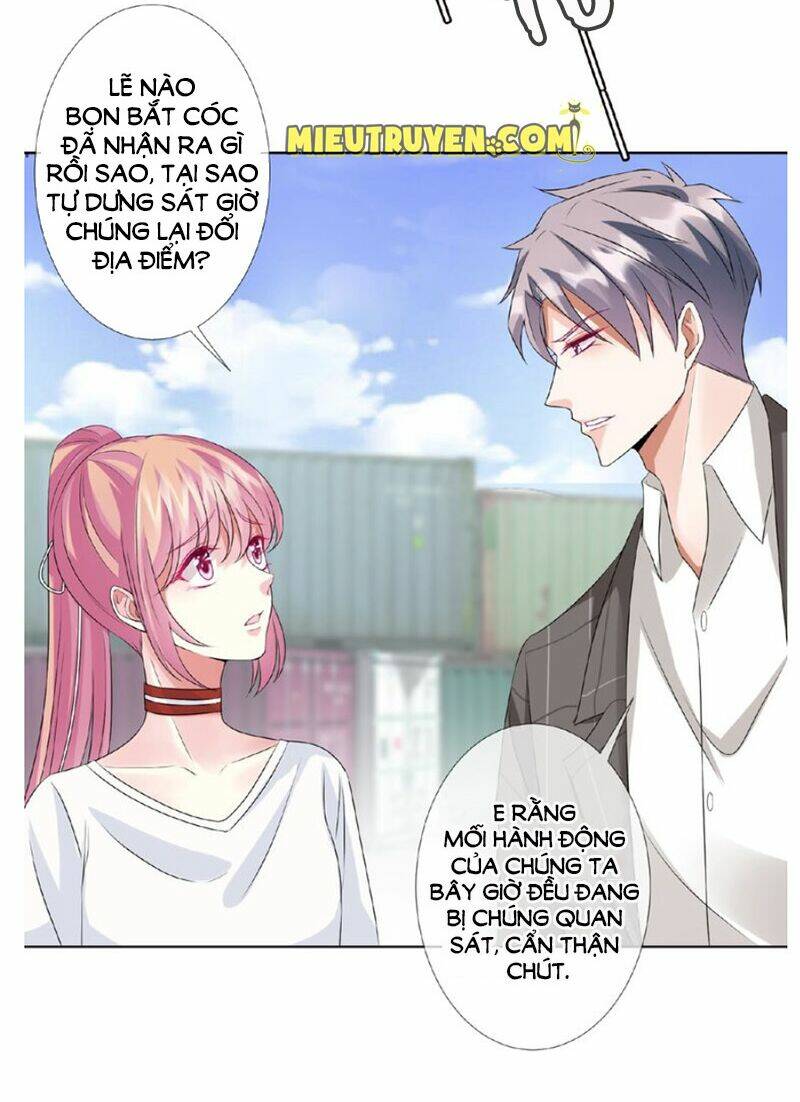 LẼ NÀO
BỌN BẮT CÓC
ĐÃ NHẬN RA GÌ
RỒI SAO, TẠI SAO
TỰ DƯNG SÁT GIỜ
CHÚNG LẠI ĐỔI
ĐỊA ĐIỂM?
MIEUTRUYEN.COM
E RẰNG
MỖI HÀNH ĐỘNG
CỦA CHÚNG TA
BÂY GIỜ ĐỀU ĐANG
BỊ CHÚNG QUAN
SÁT, CẨN THẬN
CHÚT.